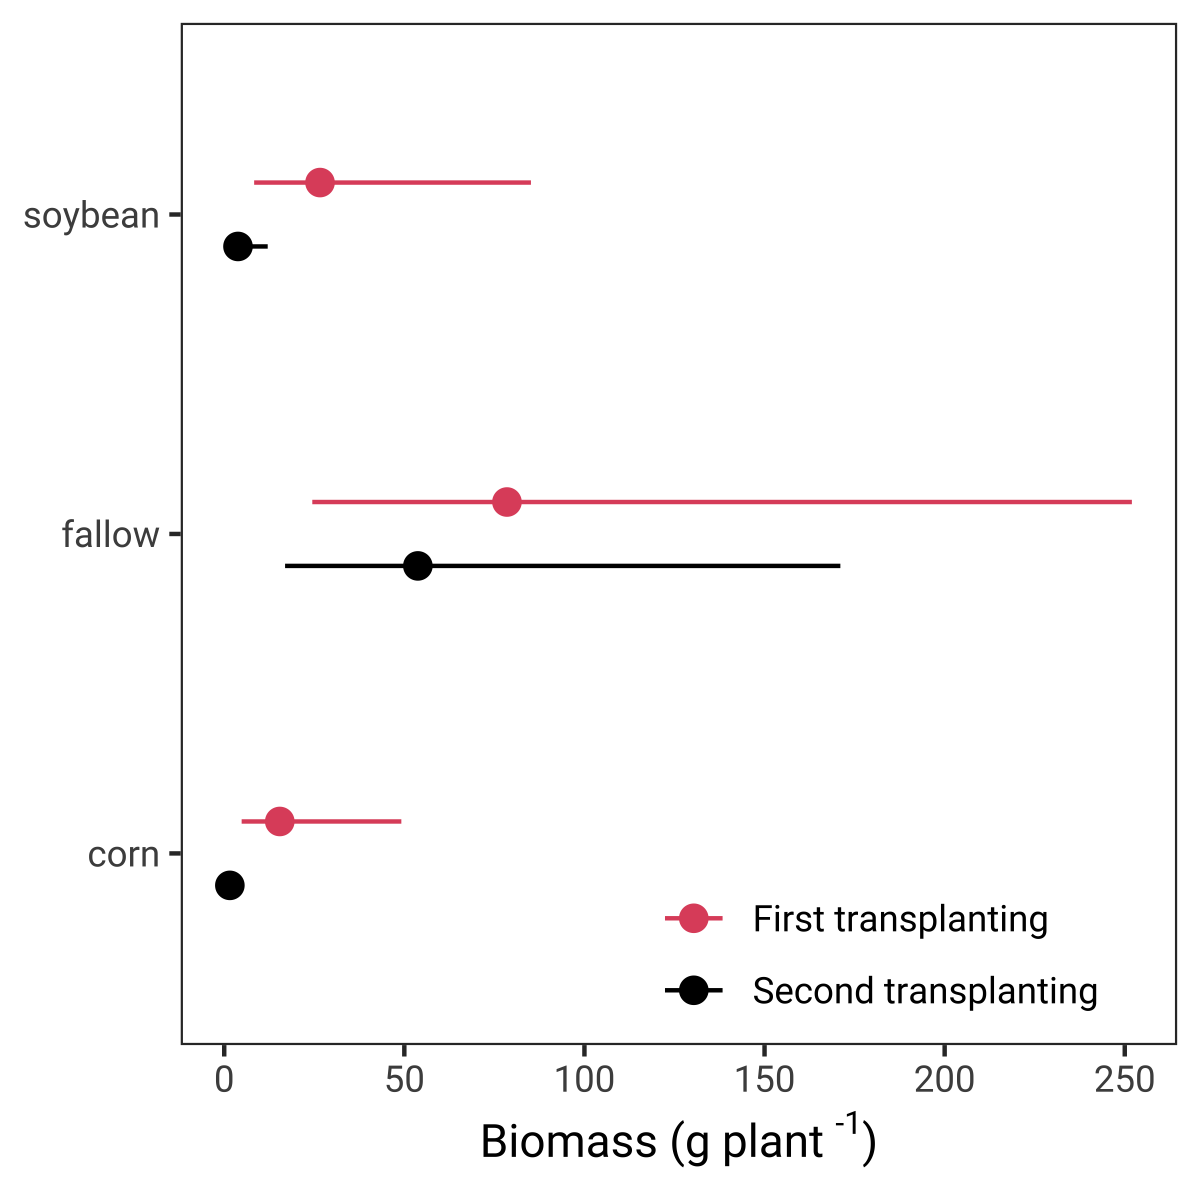 soybean
fallow
corn
First transplanting
Second transplanting
0 50 100 150 200 250
Biomass (g plant ⁻¹)